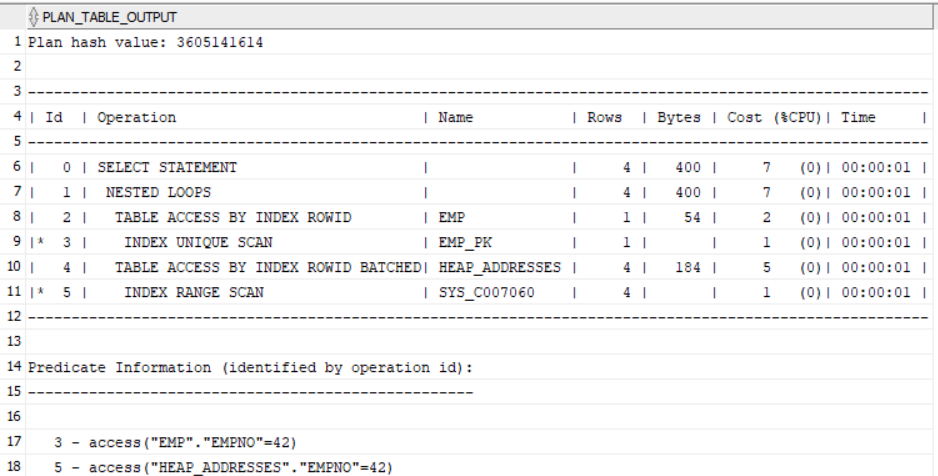 PLAN_TABLE_OUTPUT
1 Plan hash value: 3605141614
2
3 ----------------------------------------------------------------------------------------------------
4 | Id  | Operation                            | Name           | Rows  | Bytes | Cost (%CPU)| Time     |
5 ----------------------------------------------------------------------------------------------------
6 |   0 | SELECT STATEMENT                     |                |     4 |   400 |     7   (0)| 00:00:01 |
7 |   1 |  NESTED LOOPS                        |                |     4 |   400 |     7   (0)| 00:00:01 |
8 |   2 |   TABLE ACCESS BY INDEX ROWID        | EMP            |     1 |    54 |     2   (0)| 00:00:01 |
9 |*  3 |    INDEX UNIQUE SCAN                 | EMP_PK         |     1 |       |     1   (0)| 00:00:01 |
10 |   4 |   TABLE ACCESS BY INDEX ROWID BATCHED| HEAP_ADDRESSES |     4 |   184 |     5   (0)| 00:00:01 |
11 |*  5 |    INDEX RANGE SCAN                  | SYS_C007060    |     4 |       |     1   (0)| 00:00:01 |
12 ----------------------------------------------------------------------------------------------------
13
14 Predicate Information (identified by operation id):
15 ---------------------------------------------------
16
17    3 - access("EMP"."EMPNO"=42)
18    5 - access("HEAP_ADDRESSES"."EMPNO"=42)